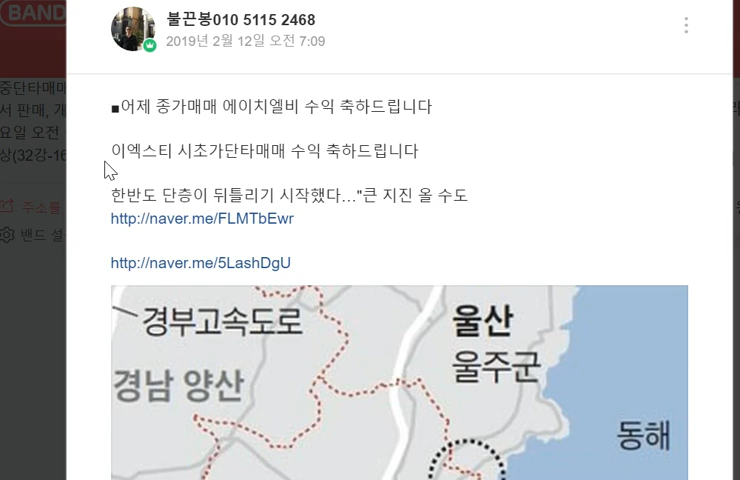 BAND
불끈봉010 5115 2468
2019년 2월 12일 오전 7:09
중단타매매
서 판매, 개
요일 오전
상(32강-16
주소를
밴드 설
■어제 종가매매 에이치엘비 수익 축하드립니다
이엑스티 시초가단타매매 수익 축하드립니다
한반도 단층이 뒤틀리기 시작했다..."큰 지진 올 수도
http://naver.me/FLMTbEwr
http://naver.me/5LashDgU
경부고속도로
울산
울주군
경남 양산
동해